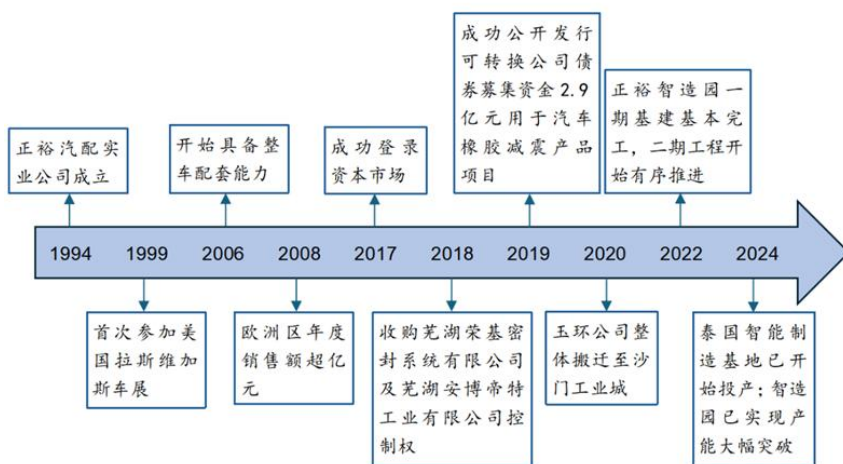 正裕汽配实
业公司成立
开始具备整
车配套能力
成功登录
资本市场
成功公开发行
可转换公司债
券募集资金2.9
亿元用于汽车
橡胶减震产品
项目
正裕智造园一
期基建基本完
工，二期工程开
始有序推进
1994 1999 2006 2008 2017 2018 2019 2020 2022 2024
首次参加美
国拉斯维加
斯车展
欧洲区年度
销售额超亿
元
收购芜湖荣基密
封系统有限公司
及芜湖安博帝特
工业有限公司控
制权
玉环公司整
体搬迁至沙
门工业城
泰国智能制
造基地已开
始投产；智造
园已实现产
能大幅突破